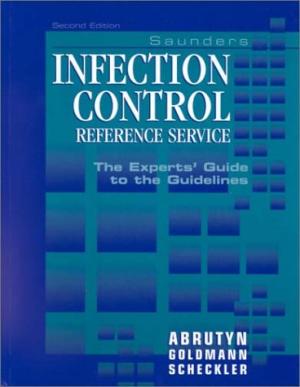 Second Edition
Saunders
INFECTION
CONTROL
REFERENCE SERVICE
The Experts' Guide
to the Guidelines
ABRUTYN
GOLDMANN
SCHECKLER